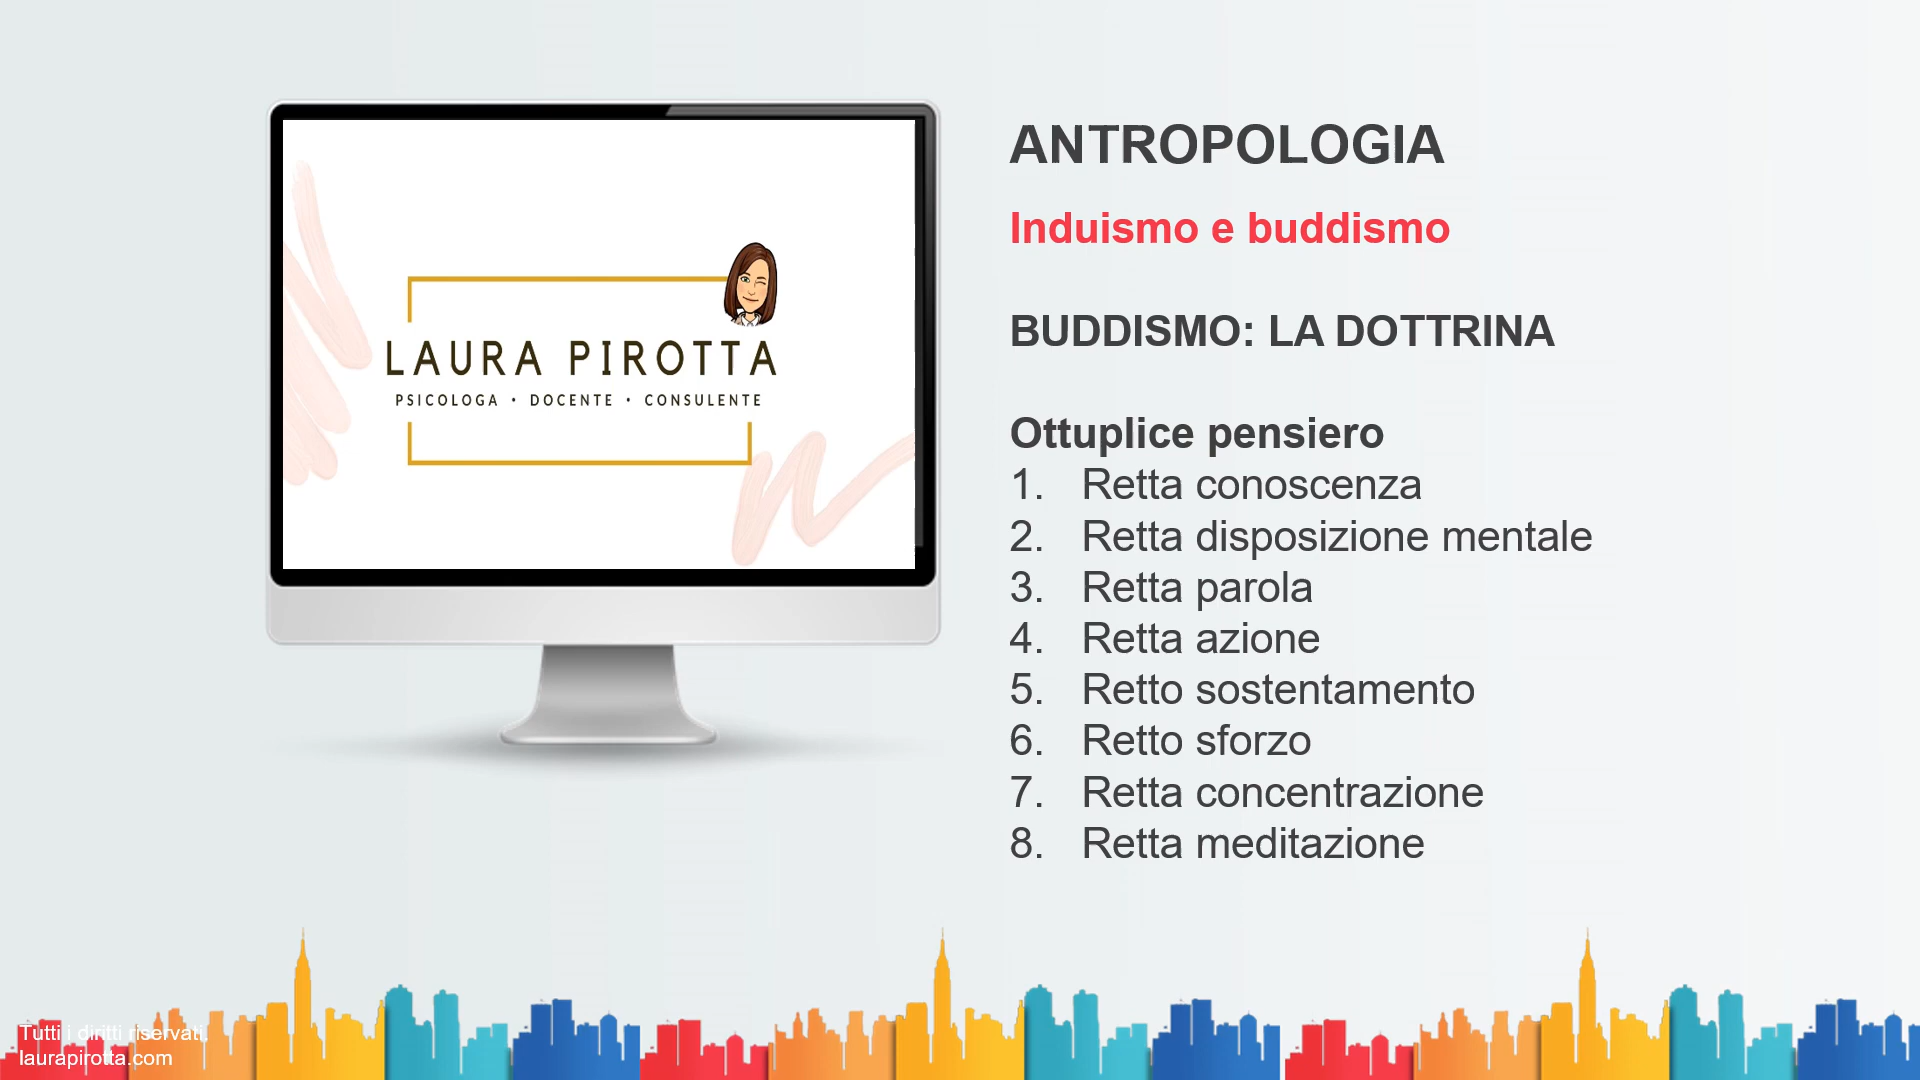 LAURA PIROTTA
PSICOLOGA • DOCENTE • CONSULENTE
ANTROPOLOGIA
Induismo e buddismo
BUDDISMO: LA DOTTRINA
Ottuplice pensiero
1. Retta conoscenza
2. Retta disposizione mentale
3. Retta parola
4. Retta azione
5. Retto sostentamento
6. Retto sforzo
7. Retta concentrazione
8. Retta meditazione
Tutti i diritti riservati.
laurapirotta.com